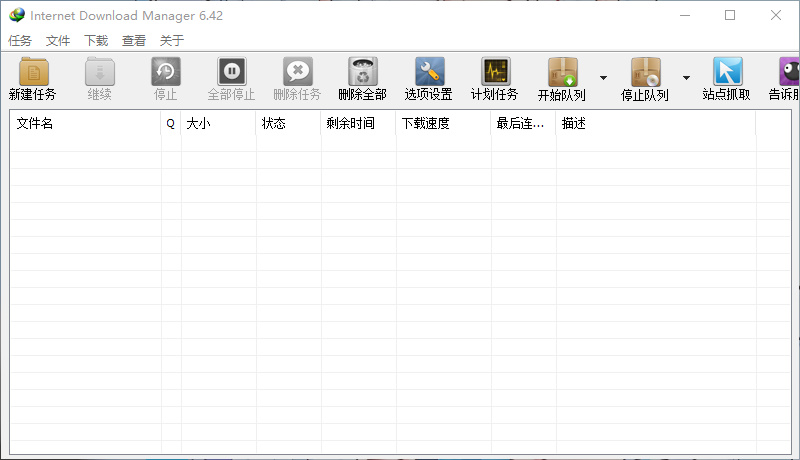 Internet Download Manager 6.42
任务 文件 下载 查看 关于
新建任务 继续 停止 全部停止 删除任务 删除全部 选项设置 计划任务 开始队列 停止队列 站点抓取 告诉
文件名 Q 大小 状态 剩余时间 下载速度 最后连... 描述